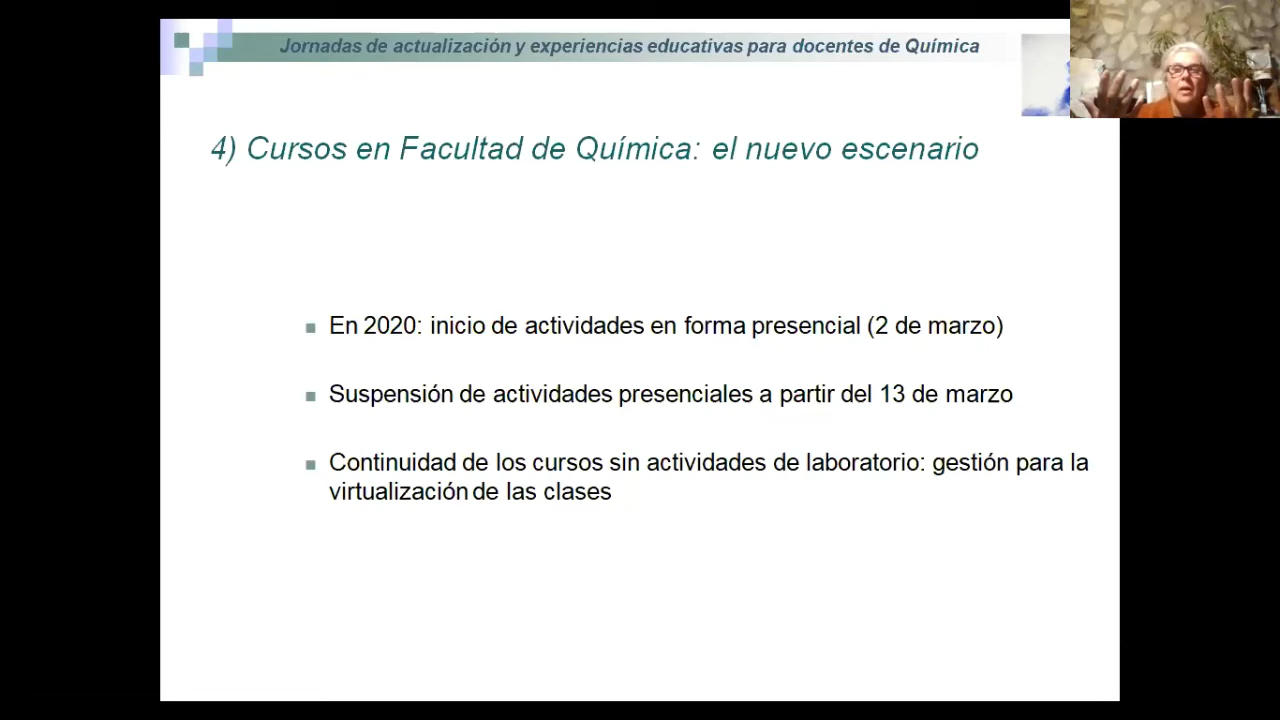 Jornadas de actualización y experiencias educativas para docentes de Química
4) Cursos en Facultad de Química: el nuevo escenario
En 2020: inicio de actividades en forma presencial (2 de marzo)
Suspensión de actividades presenciales a partir del 13 de marzo
Continuidad de los cursos sin actividades de laboratorio: gestión para la
virtualización de las clases